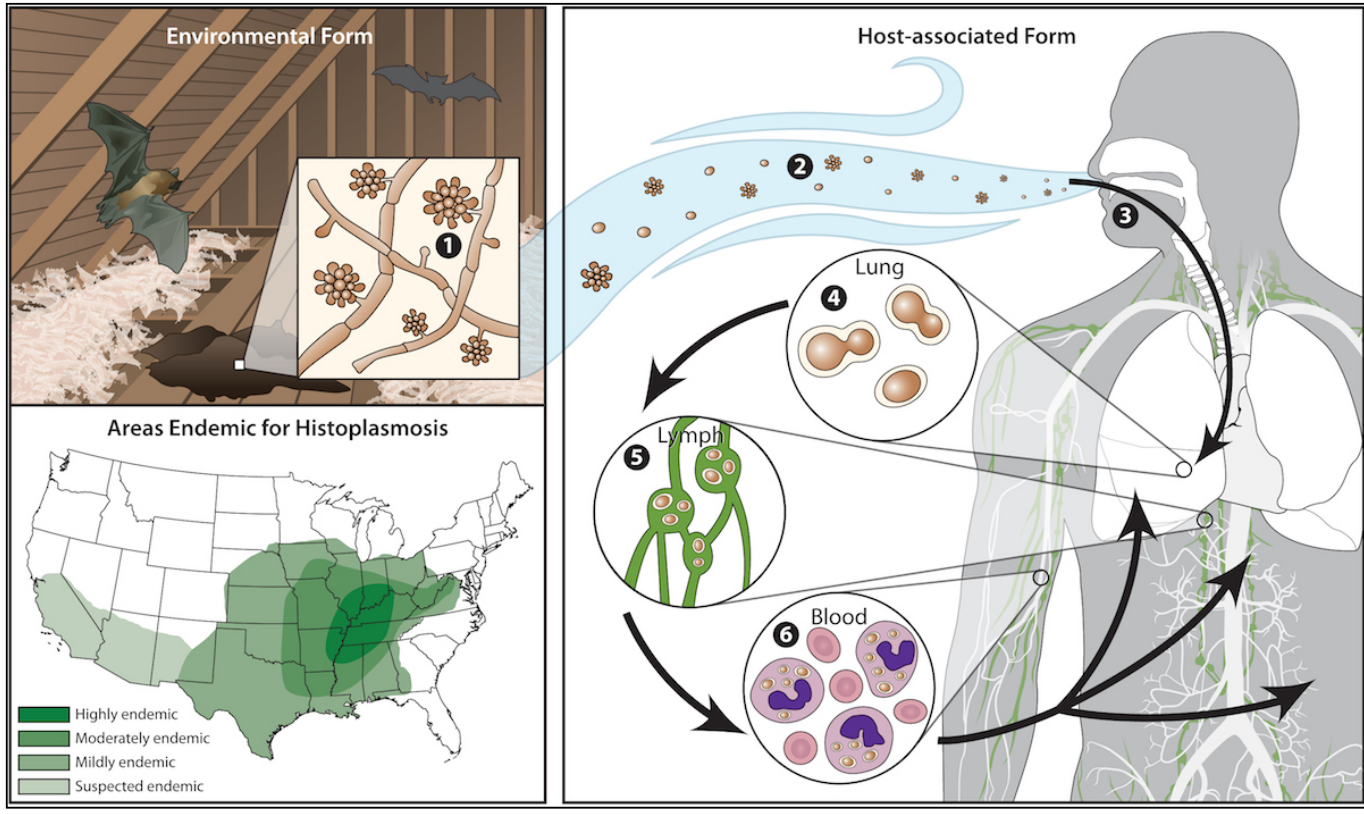 Environmental Form
1
Areas Endemic for Histoplasmosis
Highly endemic
Moderately endemic
Mildly endemic
Suspected endemic
Host-associated Form
2
3
Lung
4
Lymph
5
Blood
6